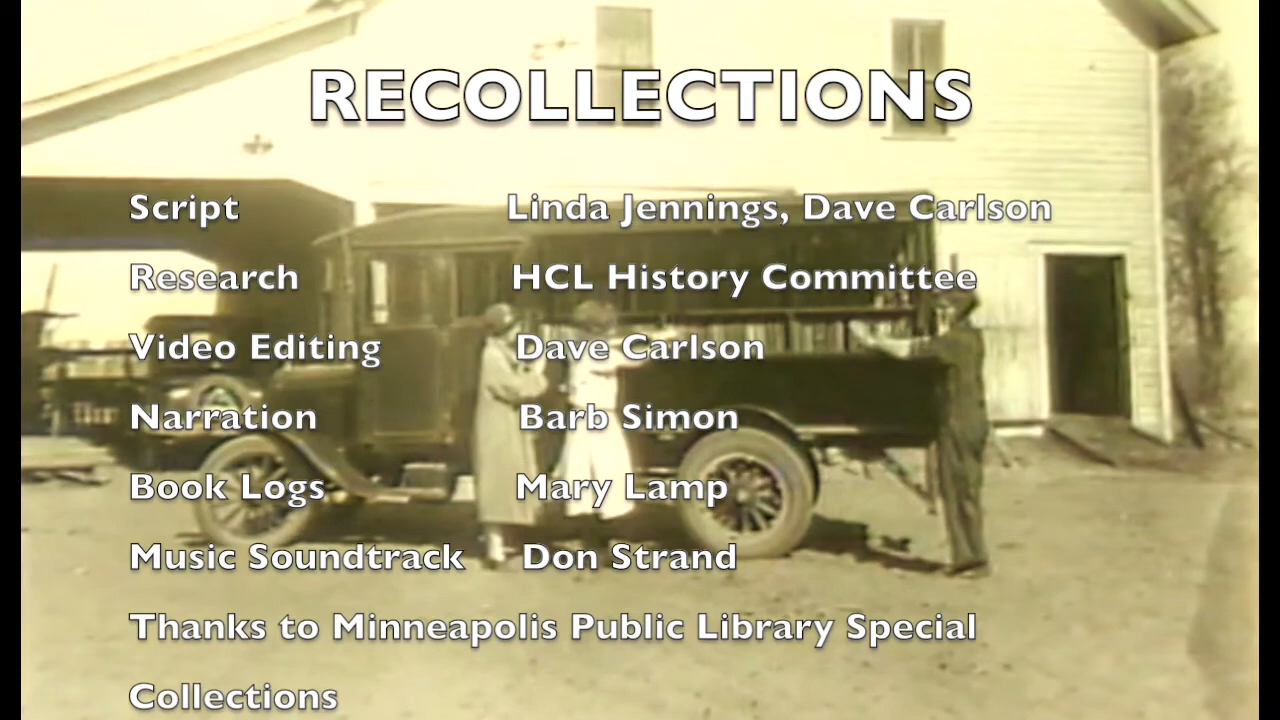 RECOLLECTIONS
Script Linda Jennings, Dave Carlson
Research HCL History Committee
Video Editing Dave Carlson
Narration Barb Simon
Book Logs Mary Lamp
Music Soundtrack Don Strand
Thanks to Minneapolis Public Library Special
Collections